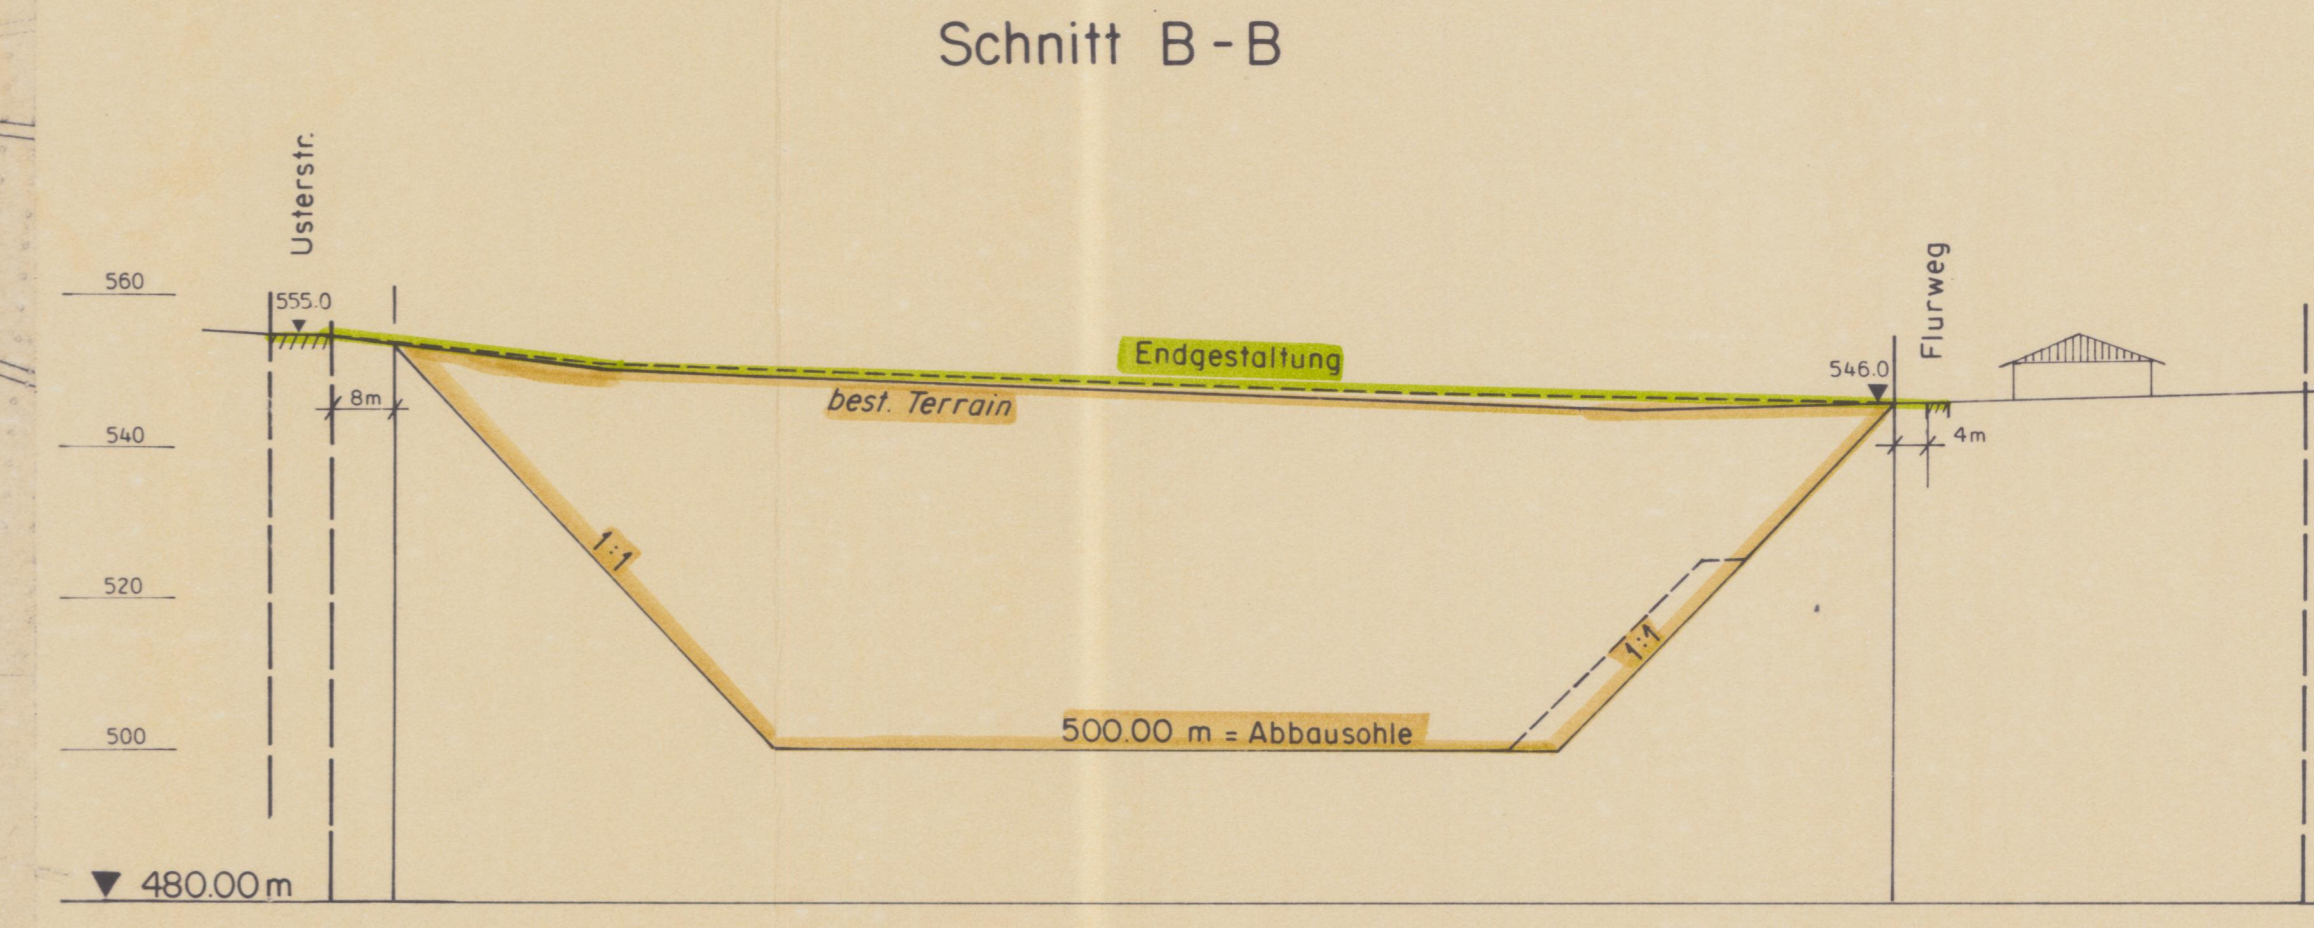 Schnitt B - B
Usterstr.
Flurweg
560
555.0
Endgestaltung
546.0
8m
best. Terrain
540
4m
1:1
520
1:1
500
500.00 m = Abbausohle
480.00 m